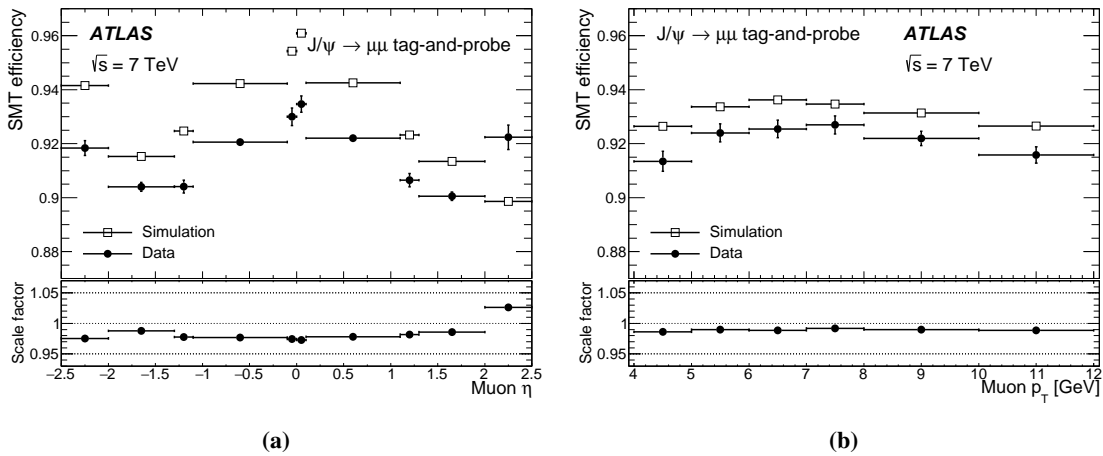 SMT efficiency
0.96
0.94
0.92
0.9
0.88
ATLAS
√s = 7 TeV
J/ψ → μμ tag-and-probe
Simulation
Data
Scale factor
1.05
1
0.95
−2.5 −2 −1.5 −1 −0.5 0 0.5 1 1.5 2 2.5
Muon η
(a)
SMT efficiency
0.96
0.94
0.92
0.9
0.88
J/ψ → μμ tag-and-probe ATLAS
√s = 7 TeV
Simulation
Data
Scale factor
1.05
1
0.95
4 5 6 7 8 9 10 11 12
Muon p_T [GeV]
(b)